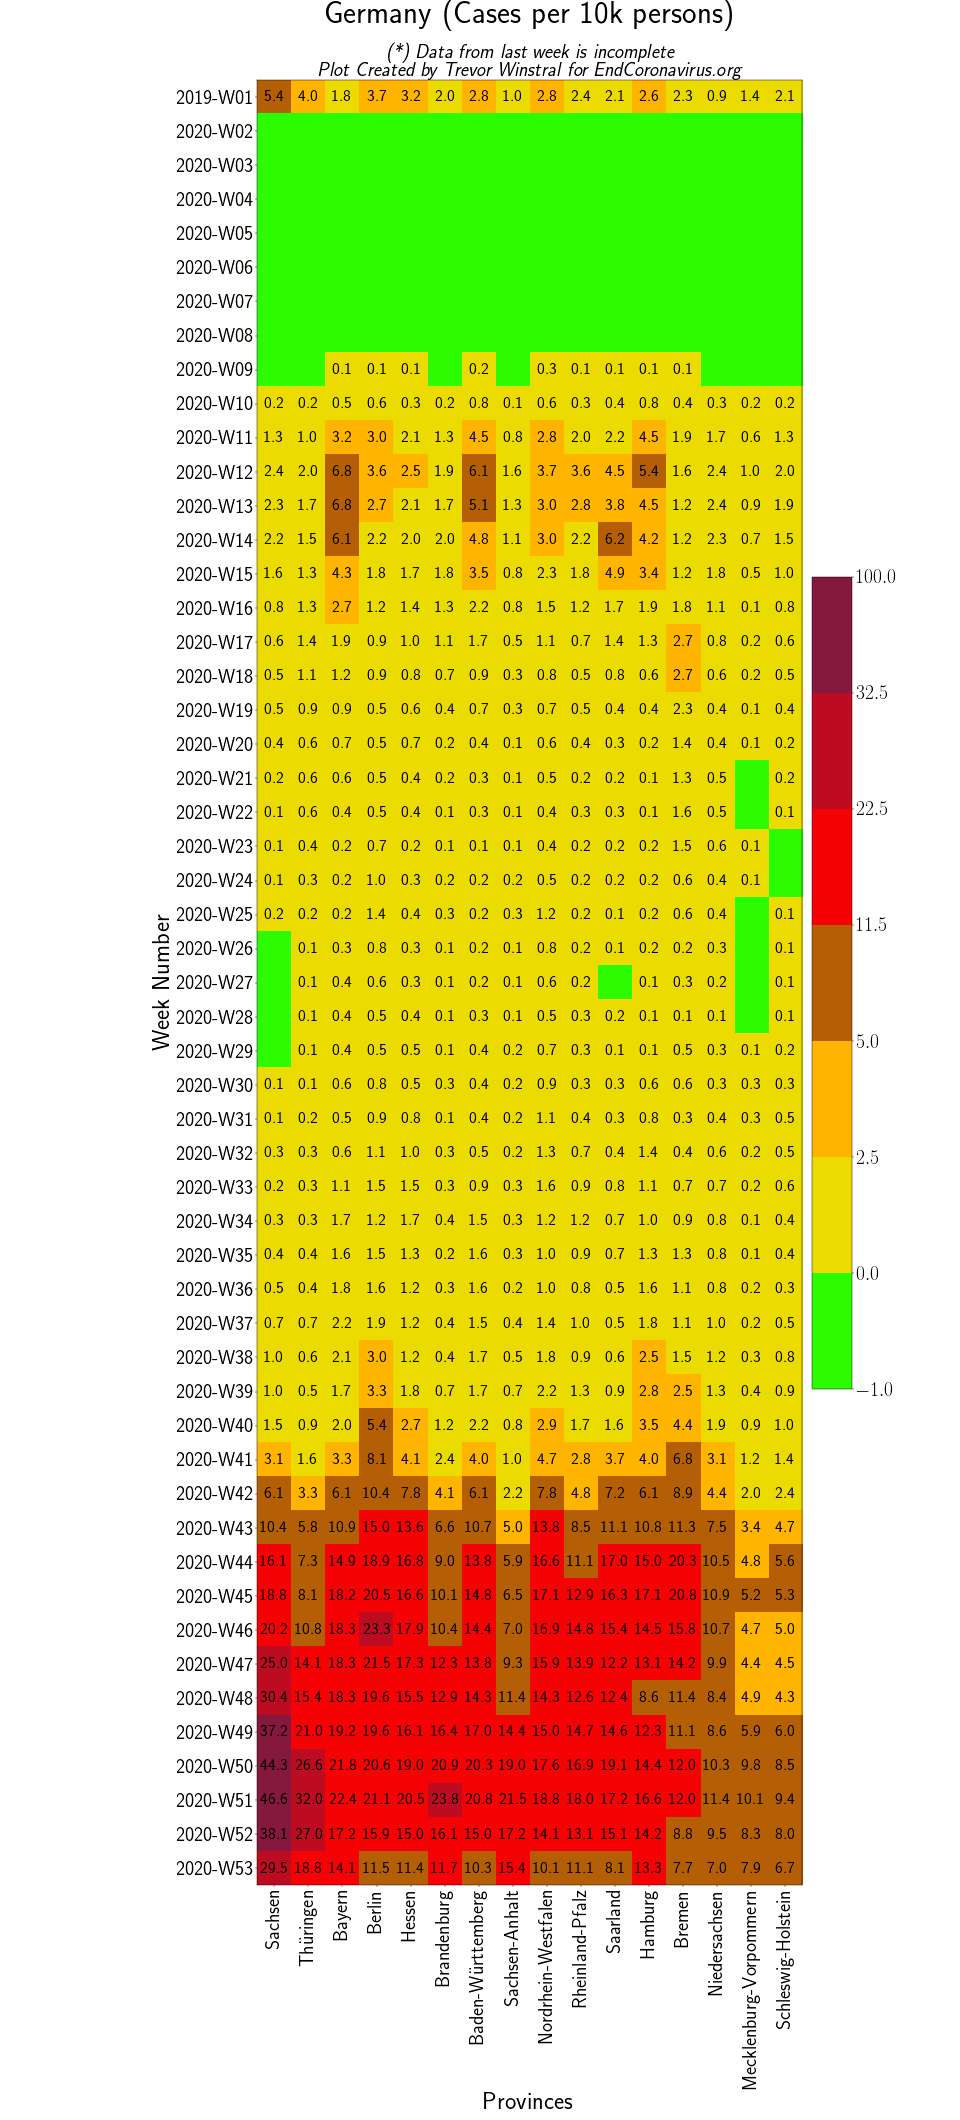 Germany (Cases per 10k persons)
(*) Data from last week is incomplete
Plot Created by Trevor Winstral for EndCoronavirus.org
2019-W01 5.4 4.0 1.8 3.7 3.2 2.0 2.8 1.0 2.8 2.4 2.1 2.6 2.3 0.9 1.4 2.1
2020-W02
2020-W03
2020-W04
2020-W05
2020-W06
2020-W07
2020-W08
2020-W09 0.1 0.1 0.1 0.2 0.3 0.1 0.1 0.1 0.1
2020-W10 0.2 0.2 0.5 0.6 0.3 0.2 0.8 0.1 0.6 0.3 0.4 0.8 0.4 0.3 0.2 0.2
2020-W11 1.3 1.0 3.2 3.0 2.1 1.3 4.5 0.8 2.8 2.0 2.2 4.5 1.9 1.7 0.6 1.3
2020-W12 2.4 2.0 6.8 3.6 2.5 1.9 6.1 1.6 3.7 3.6 4.5 5.4 1.6 2.4 1.0 2.0
2020-W13 2.3 1.7 6.8 2.7 2.1 1.7 5.1 1.3 3.0 2.8 3.8 4.5 1.2 2.4 0.9 1.9
2020-W14 2.2 1.5 6.1 2.2 2.0 2.0 4.8 1.1 3.0 2.2 6.2 4.2 1.2 2.3 0.7 1.5
2020-W15 1.6 1.3 4.3 1.8 1.7 1.8 3.5 0.8 2.3 1.8 4.9 3.4 1.2 1.8 0.5 1.0
2020-W16 0.8 1.3 2.7 1.2 1.4 1.3 2.2 0.8 1.5 1.2 1.7 1.9 1.8 1.1 0.1 0.8
2020-W17 0.6 1.4 1.9 0.9 1.0 1.1 1.7 0.5 1.1 0.7 1.4 1.3 2.7 0.8 0.2 0.6
2020-W18 0.5 1.1 1.2 0.9 0.8 0.7 0.9 0.3 0.8 0.5 0.8 0.6 2.7 0.6 0.2 0.5
2020-W19 0.5 0.9 0.9 0.5 0.6 0.4 0.7 0.3 0.7 0.5 0.4 0.4 2.3 0.4 0.1 0.4
2020-W20 0.4 0.6 0.7 0.5 0.7 0.2 0.4 0.1 0.6 0.4 0.3 0.2 1.4 0.4 0.1 0.2
2020-W21 0.2 0.6 0.6 0.5 0.4 0.2 0.3 0.1 0.5 0.2 0.2 0.1 1.3 0.5 0.2
2020-W22 0.1 0.6 0.4 0.5 0.4 0.1 0.3 0.1 0.4 0.3 0.3 0.1 1.6 0.5 0.1
2020-W23 0.1 0.4 0.2 0.7 0.2 0.1 0.1 0.1 0.4 0.2 0.2 0.2 1.5 0.6 0.1
2020-W24 0.1 0.3 0.2 1.0 0.3 0.2 0.2 0.2 0.5 0.2 0.2 0.2 0.6 0.4 0.1
2020-W25 0.2 0.2 0.2 1.4 0.4 0.3 0.2 0.3 1.2 0.2 0.1 0.2 0.6 0.4 0.1
2020-W26 0.1 0.3 0.8 0.3 0.1 0.2 0.1 0.8 0.2 0.1 0.2 0.2 0.3 0.1
2020-W27 0.1 0.4 0.6 0.3 0.1 0.2 0.1 0.6 0.2 0.1 0.3 0.2 0.1
2020-W28 0.1 0.4 0.5 0.4 0.1 0.3 0.1 0.5 0.3 0.2 0.1 0.1 0.1 0.1
2020-W29 0.1 0.4 0.5 0.5 0.1 0.4 0.2 0.7 0.3 0.1 0.1 0.5 0.3 0.1 0.2
2020-W30 0.1 0.1 0.6 0.8 0.5 0.3 0.4 0.2 0.9 0.3 0.3 0.6 0.6 0.3 0.3 0.3
2020-W31 0.1 0.2 0.5 0.9 0.8 0.1 0.4 0.2 1.1 0.4 0.3 0.8 0.3 0.4 0.3 0.5
2020-W32 0.3 0.3 0.6 1.1 1.0 0.3 0.5 0.2 1.3 0.7 0.4 1.4 0.4 0.6 0.2 0.5
2020-W33 0.2 0.3 1.1 1.5 1.5 0.3 0.9 0.3 1.6 0.9 0.8 1.1 0.7 0.7 0.2 0.6
2020-W34 0.3 0.3 1.7 1.2 1.7 0.4 1.5 0.3 1.2 1.2 0.7 1.0 0.9 0.8 0.1 0.4
2020-W35 0.4 0.4 1.6 1.5 1.3 0.2 1.6 0.3 1.0 0.9 0.7 1.3 1.3 0.8 0.1 0.4
2020-W36 0.5 0.4 1.8 1.6 1.2 0.3 1.6 0.2 1.0 0.8 0.5 1.6 1.1 0.8 0.2 0.3
2020-W37 0.7 0.7 2.2 1.9 1.2 0.4 1.5 0.4 1.4 1.0 0.5 1.8 1.1 1.0 0.2 0.5
2020-W38 1.0 0.6 2.1 3.0 1.2 0.4 1.7 0.5 1.8 0.9 0.6 2.5 1.5 1.2 0.3 0.8
2020-W39 1.0 0.5 1.7 3.3 1.8 0.7 1.7 0.7 2.2 1.3 0.9 2.8 2.5 1.3 0.4 0.9
2020-W40 1.5 0.9 2.0 5.4 2.7 1.2 2.2 0.8 2.9 1.7 1.6 3.5 4.4 1.9 0.9 1.0
2020-W41 3.1 1.6 3.3 8.1 4.1 2.4 4.0 1.0 4.7 2.8 3.7 4.0 6.8 3.1 1.2 1.4
2020-W42 6.1 3.3 6.1 10.4 7.8 4.1 6.1 2.2 7.8 4.8 7.2 6.1 8.9 4.4 2.0 2.4
2020-W43 10.4 5.8 10.9 15.0 13.6 6.6 10.7 5.0 13.8 8.5 11.1 10.8 11.3 7.5 3.4 4.7
2020-W44 16.1 7.3 14.9 18.9 16.8 9.0 13.8 5.9 16.6 11.1 17.0 15.0 20.3 10.5 4.8 5.6
2020-W45 18.8 8.1 18.2 20.5 16.6 10.1 14.8 6.5 17.1 12.9 16.3 17.1 20.8 10.9 5.2 5.3
2020-W46 20.2 10.8 18.3 23.3 17.9 10.4 14.4 7.0 16.9 14.8 15.4 14.5 15.8 10.7 4.7 5.0
2020-W47 25.0 14.1 18.3 21.5 17.3 12.3 13.8 9.3 15.9 13.9 12.2 13.1 14.2 9.9 4.4 4.5
2020-W48 30.4 15.4 18.3 19.6 15.5 12.9 14.3 11.4 14.3 12.6 12.4 8.6 11.4 8.4 4.9 4.3
2020-W49 37.2 21.0 19.2 19.6 16.1 16.4 17.0 14.4 15.0 14.7 14.6 12.3 11.1 8.6 5.9 6.0
2020-W50 44.3 26.6 21.8 20.6 19.0 20.9 20.3 19.0 17.6 16.9 19.1 14.4 12.0 10.3 9.8 8.5
2020-W51 46.6 32.0 22.4 21.1 20.5 23.8 20.8 21.5 18.8 18.0 17.2 16.6 12.0 11.4 10.1 9.4
2020-W52 38.1 27.0 17.2 15.9 15.0 16.1 15.0 17.2 14.1 13.1 15.1 14.2 8.8 9.5 8.3 8.0
2020-W53 29.5 18.8 14.1 11.5 11.4 11.7 10.3 15.4 10.1 11.1 8.1 13.3 7.7 7.0 7.9 6.7
Week Number
Sachsen
Thüringen
Bayern
Berlin
Hessen
Brandenburg
Baden-Württemberg
Sachsen-Anhalt
Nordrhein-Westfalen
Rheinland-Pfalz
Saarland
Hamburg
Bremen
Niedersachsen
Mecklenburg-Vorpommern
Schleswig-Holstein
Provinces
100.0
32.5
22.5
11.5
5.0
2.5
0.0
−1.0